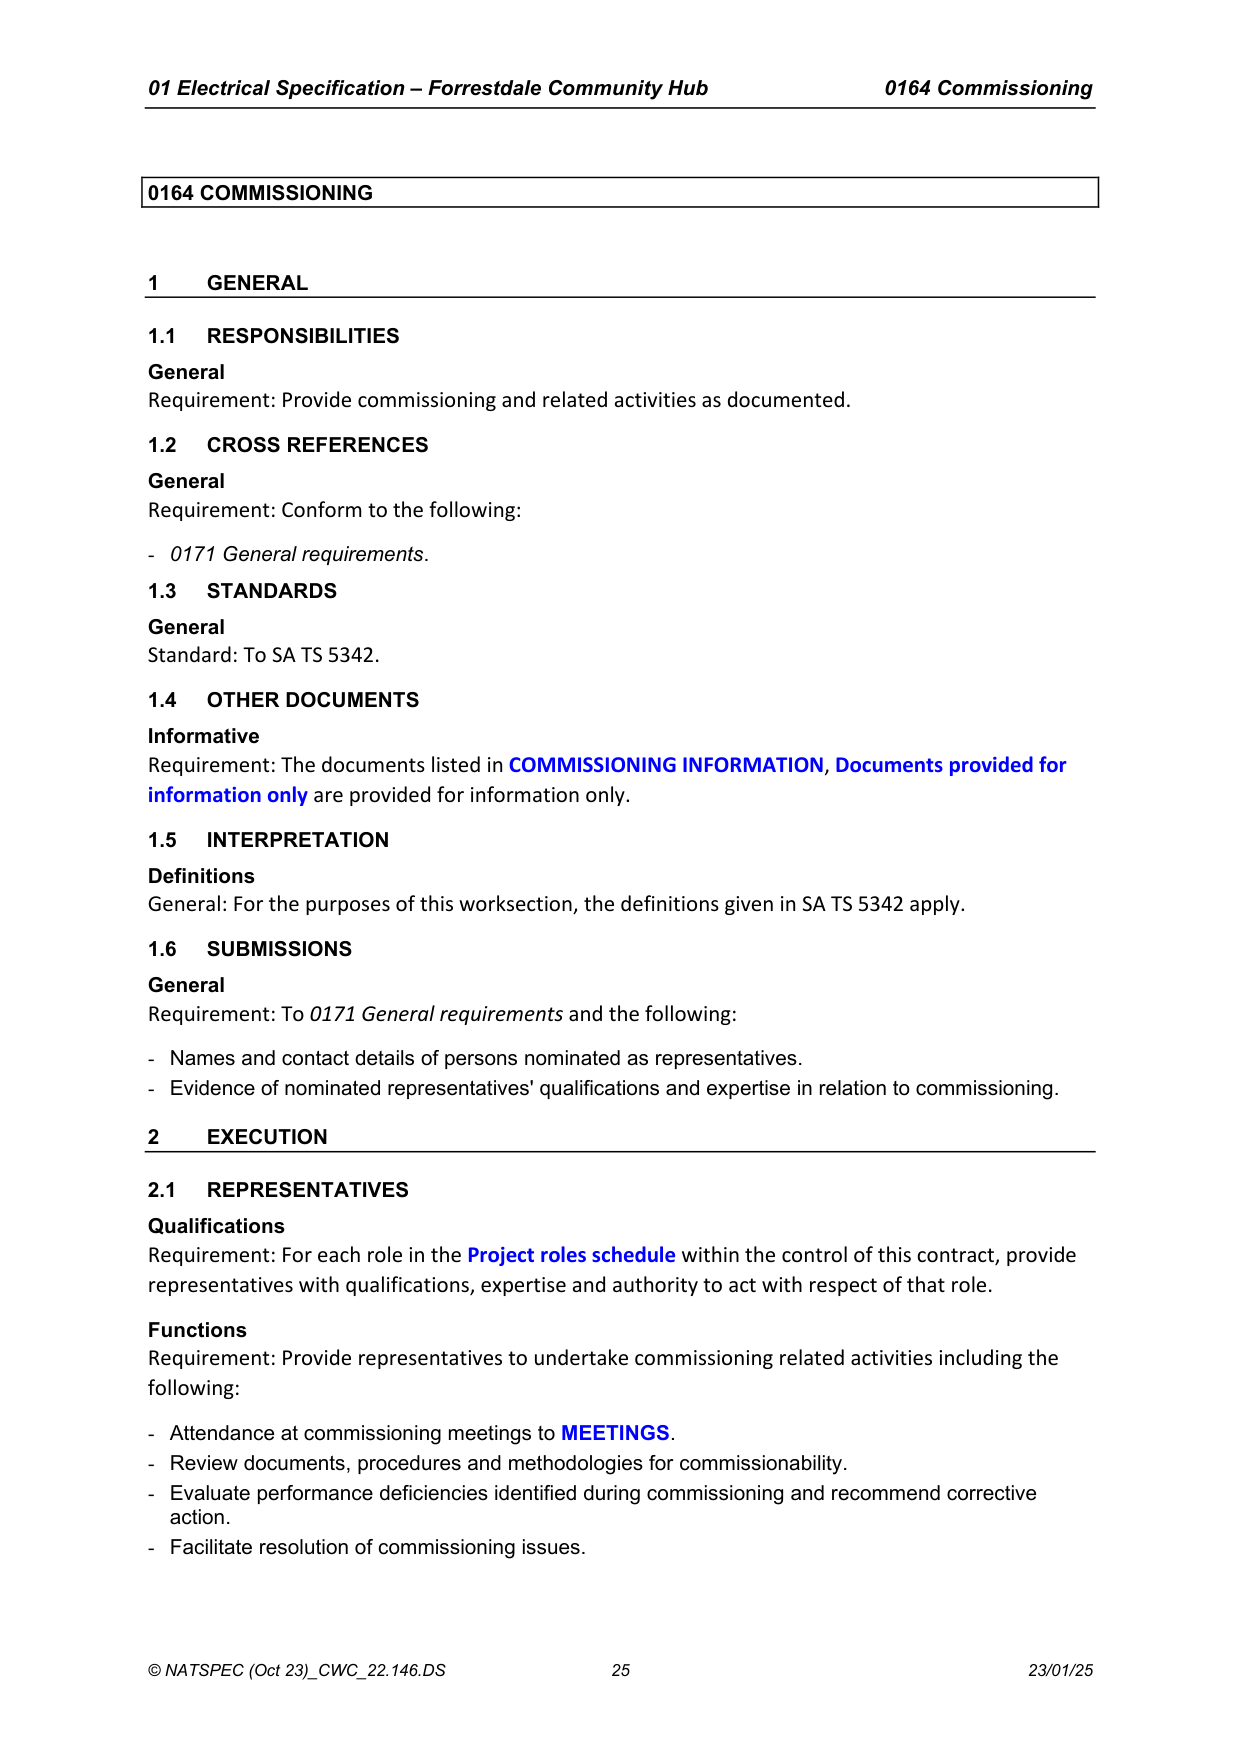 01 Electrical Specification – Forrestdale Community Hub 0164 Commissioning
0164 COMMISSIONING
1 GENERAL
1.1 RESPONSIBILITIES
General
Requirement: Provide commissioning and related activities as documented.
1.2 CROSS REFERENCES
General
Requirement: Conform to the following:
- 0171 General requirements.
1.3 STANDARDS
General
Standard: To SA TS 5342.
1.4 OTHER DOCUMENTS
Informative
Requirement: The documents listed in COMMISSIONING INFORMATION, Documents provided for
information only are provided for information only.
1.5 INTERPRETATION
Definitions
General: For the purposes of this worksection, the definitions given in SA TS 5342 apply.
1.6 SUBMISSIONS
General
Requirement: To 0171 General requirements and the following:
- Names and contact details of persons nominated as representatives.
- Evidence of nominated representatives' qualifications and expertise in relation to commissioning.
2 EXECUTION
2.1 REPRESENTATIVES
Qualifications
Requirement: For each role in the Project roles schedule within the control of this contract, provide
representatives with qualifications, expertise and authority to act with respect of that role.
Functions
Requirement: Provide representatives to undertake commissioning related activities including the
following:
- Attendance at commissioning meetings to MEETINGS.
- Review documents, procedures and methodologies for commissionability.
- Evaluate performance deficiencies identified during commissioning and recommend corrective
action.
- Facilitate resolution of commissioning issues.
© NATSPEC (Oct 23)_CWC_22.146.DS 25 23/01/25